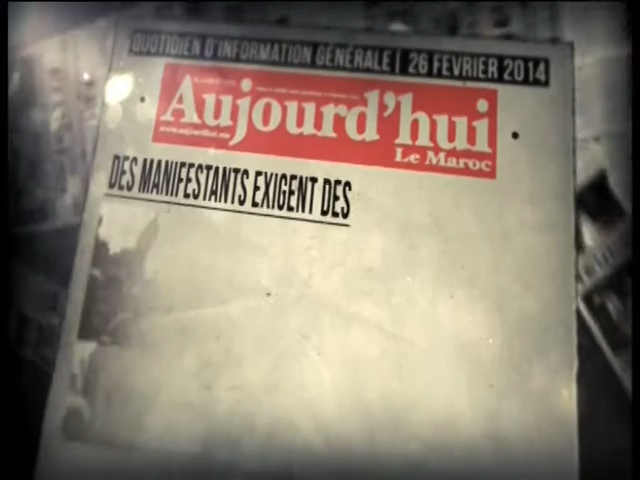 QUOTIDIEN D'INFORMATION GÉNÉRALE | 26 FEVRIER 2014
Aujourd'hui
Le Maroc
DES MANIFESTANTS EXIGENT DES